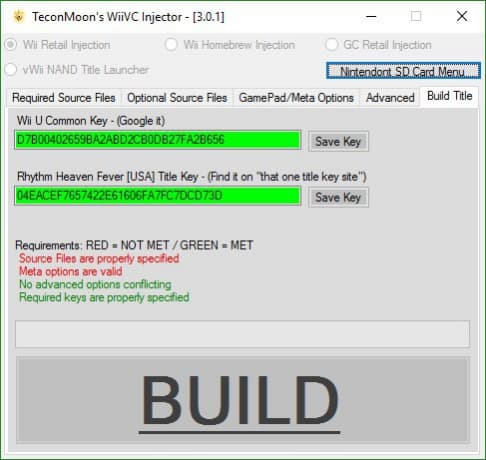 TeconMoon's WiiVC Injector - [3.0.1]
Wii Retail Injection Wii Homebrew Injection GC Retail Injection
vWii NAND Title Launcher Nintendont SD Card Menu
Required Source Files Optional Source Files GamePad/Meta Options Advanced Build Title
Wii U Common Key - (Google it)
D7B00402659BA2ABD2CB0DB27FA2B656 Save Key
Rhythm Heaven Fever [USA] Title Key - (Find it on "that one title key site")
04EACEF7657422E61606FA7FC7DCD73D Save Key
Requirements: RED = NOT MET / GREEN = MET
Source Files are properly specified
Meta options are valid
No advanced options conflicting
Required keys are properly specified
BUILD